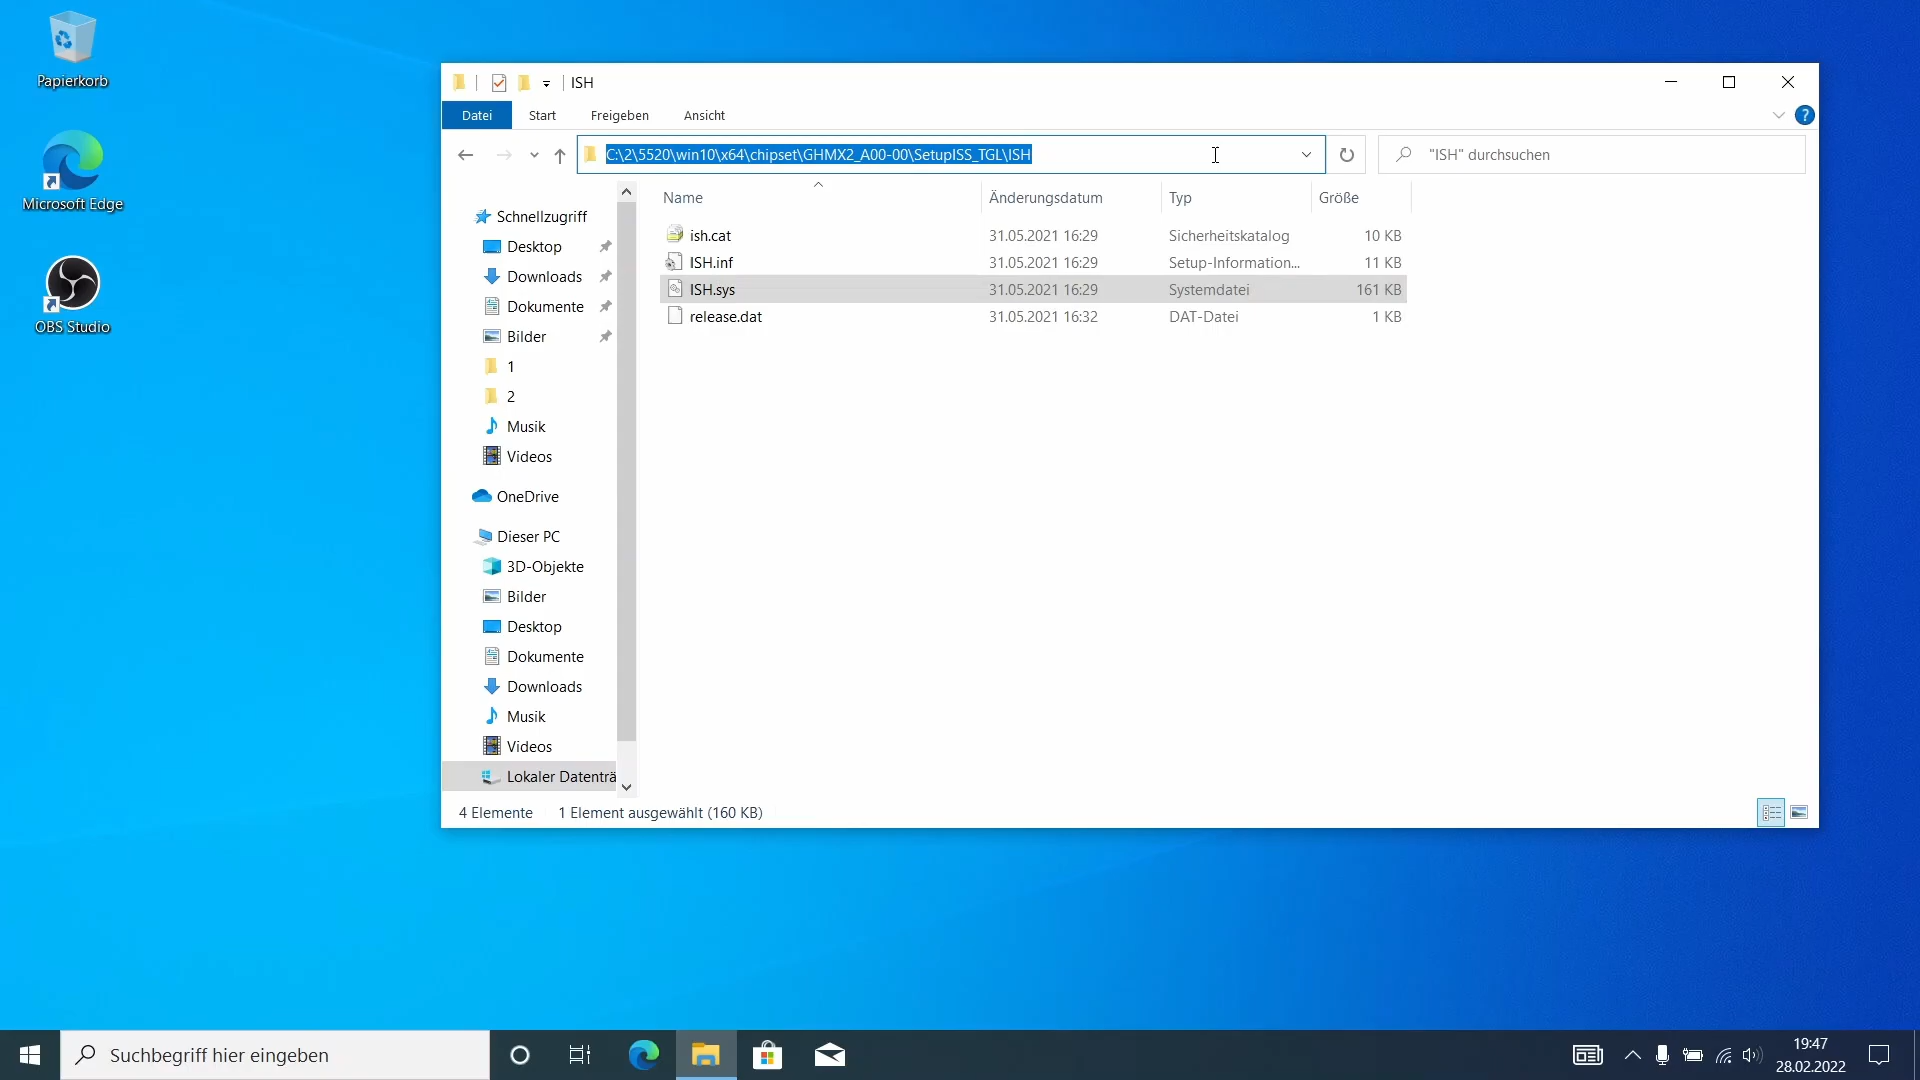 Papierkorb
Microsoft Edge
OBS Studio
ISH
Datei Start Freigeben Ansicht
?
C:\2\5520\win10\x64\chipset\GHMX2_A00-00\SetupISS_TGL\ISH
"ISH" durchsuchen
Name Änderungsdatum Typ Größe
ish.cat 31.05.2021 16:29 Sicherheitskatalog 10 KB
ISH.inf 31.05.2021 16:29 Setup-Information... 11 KB
ISH.sys 31.05.2021 16:29 Systemdatei 161 KB
release.dat 31.05.2021 16:32 DAT-Datei 1 KB
Schnellzugriff
Desktop
Downloads
Dokumente
Bilder
1
2
Musik
Videos
OneDrive
Dieser PC
3D-Objekte
Bilder
Desktop
Dokumente
Downloads
Musik
Videos
Lokaler Datenträ
4 Elemente 1 Element ausgewählt (160 KB)
Suchbegriff hier eingeben
19:47
28.02.2022